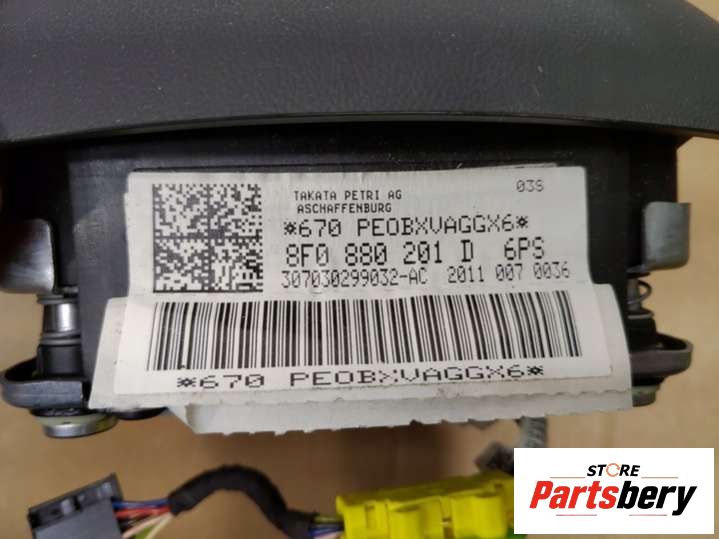 TAKATA PETRI AG 03S
ASCHAFFENBURG
*670 PEOBXVAGGX6*
8F0 880 201 D 6PS
307030299032-AC 2011 007 0036
*670 PEOBXVAGGX6*
STORE
Partsbery